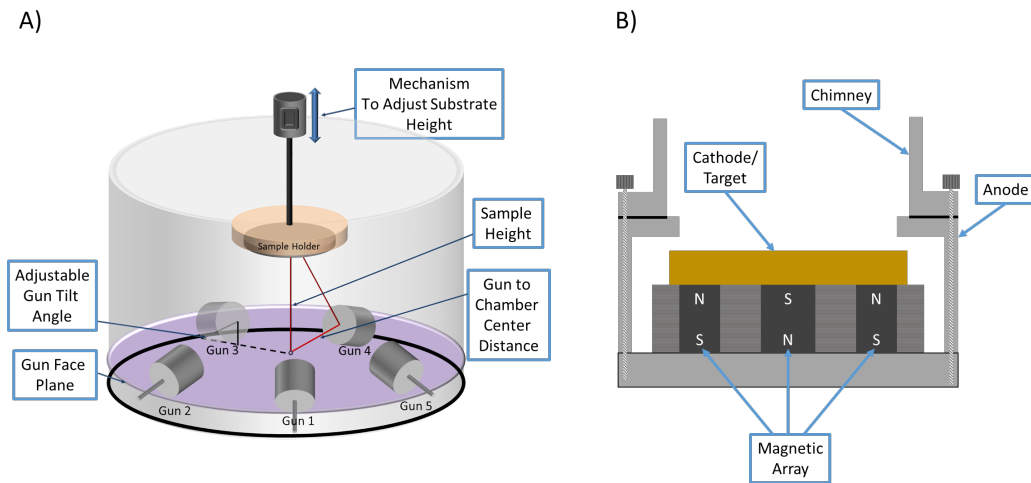 A)
Mechanism
To Adjust Substrate
Height
Sample Holder
Sample
Height
Adjustable
Gun Tilt
Angle
Gun to
Chamber
Center
Distance
Gun 3
Gun 4
Gun Face
Plane
Gun 2
Gun 1
Gun 5
B)
Chimney
Cathode/
Target
Anode
N S N
S N S
Magnetic
Array